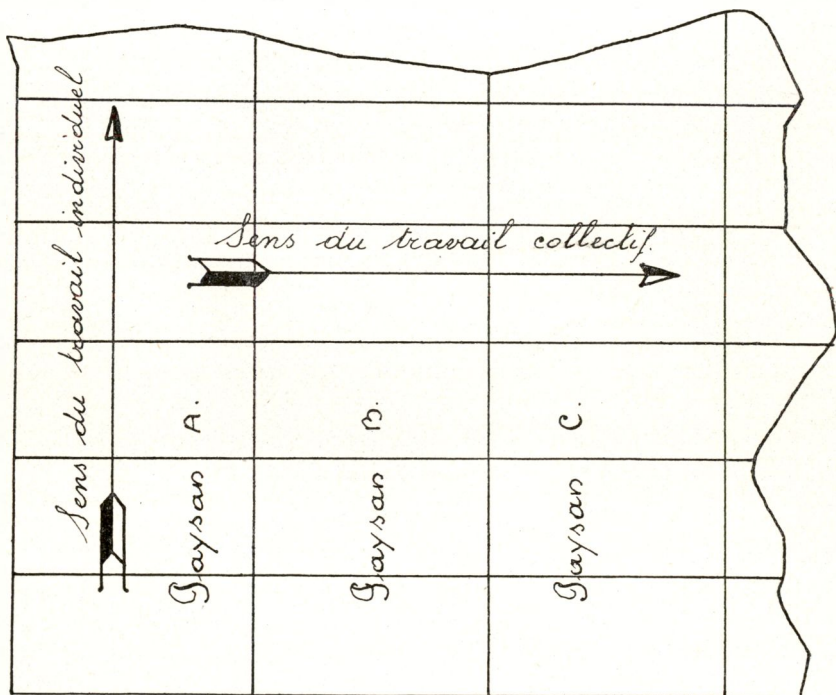 Sens du travail individuel
Sens du travail collectif.
Paysan A.
Paysan B.
Paysan C.